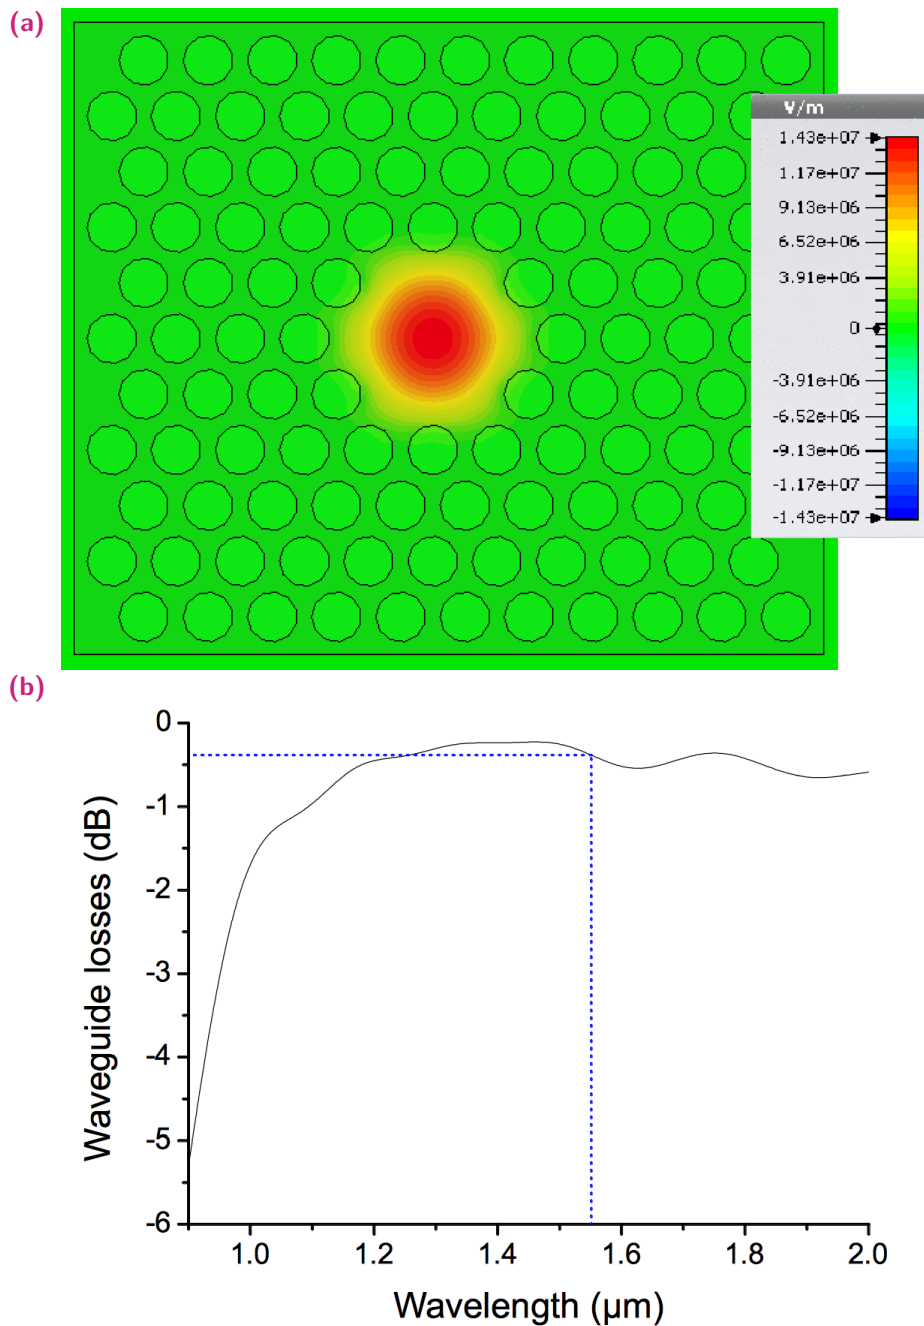 (a)
V/m
1.43e+07
1.17e+07
9.13e+06
6.52e+06
3.91e+06
0
-3.91e+06
-6.52e+06
-9.13e+06
-1.17e+07
-1.43e+07
(b)
0
-1
-2
-3
-4
-5
-6
Waveguide losses (dB)
1.0 1.2 1.4 1.6 1.8 2.0
Wavelength (μm)